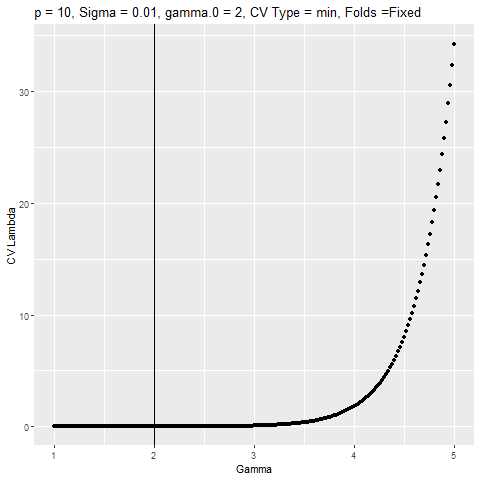 p = 10, Sigma = 0.01, gamma.0 = 2, CV Type = min, Folds =Fixed
30
20
10
0
CV Lambda
1 2 3 4 5
Gamma